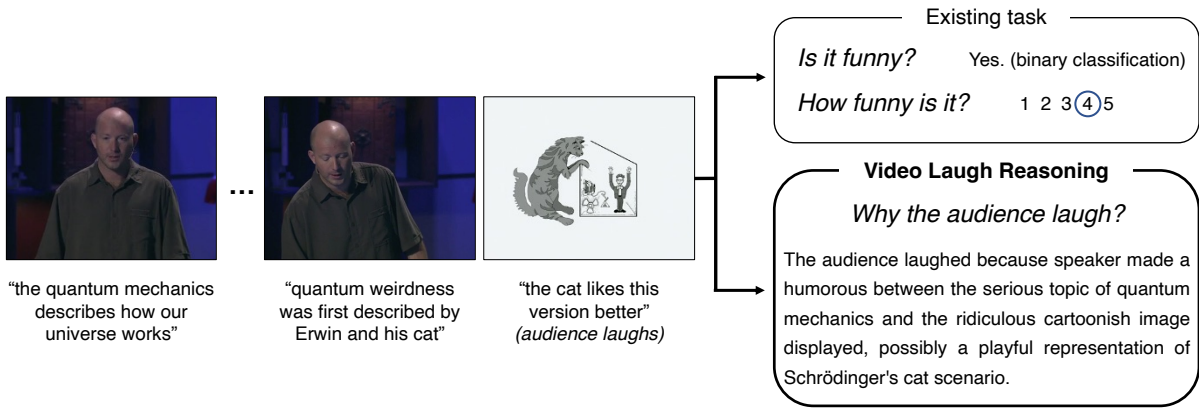 Existing task
Is it funny? Yes. (binary classification)
How funny is it? 1 2 3 4 5
...
"the quantum mechanics
describes how our
universe works"
"quantum weirdness
was first described by
Erwin and his cat"
"the cat likes this
version better"
(audience laughs)
Video Laugh Reasoning
Why the audience laugh?
The audience laughed because speaker made a
humorous between the serious topic of quantum
mechanics and the ridiculous cartoonish image
displayed, possibly a playful representation of
Schrödinger's cat scenario.